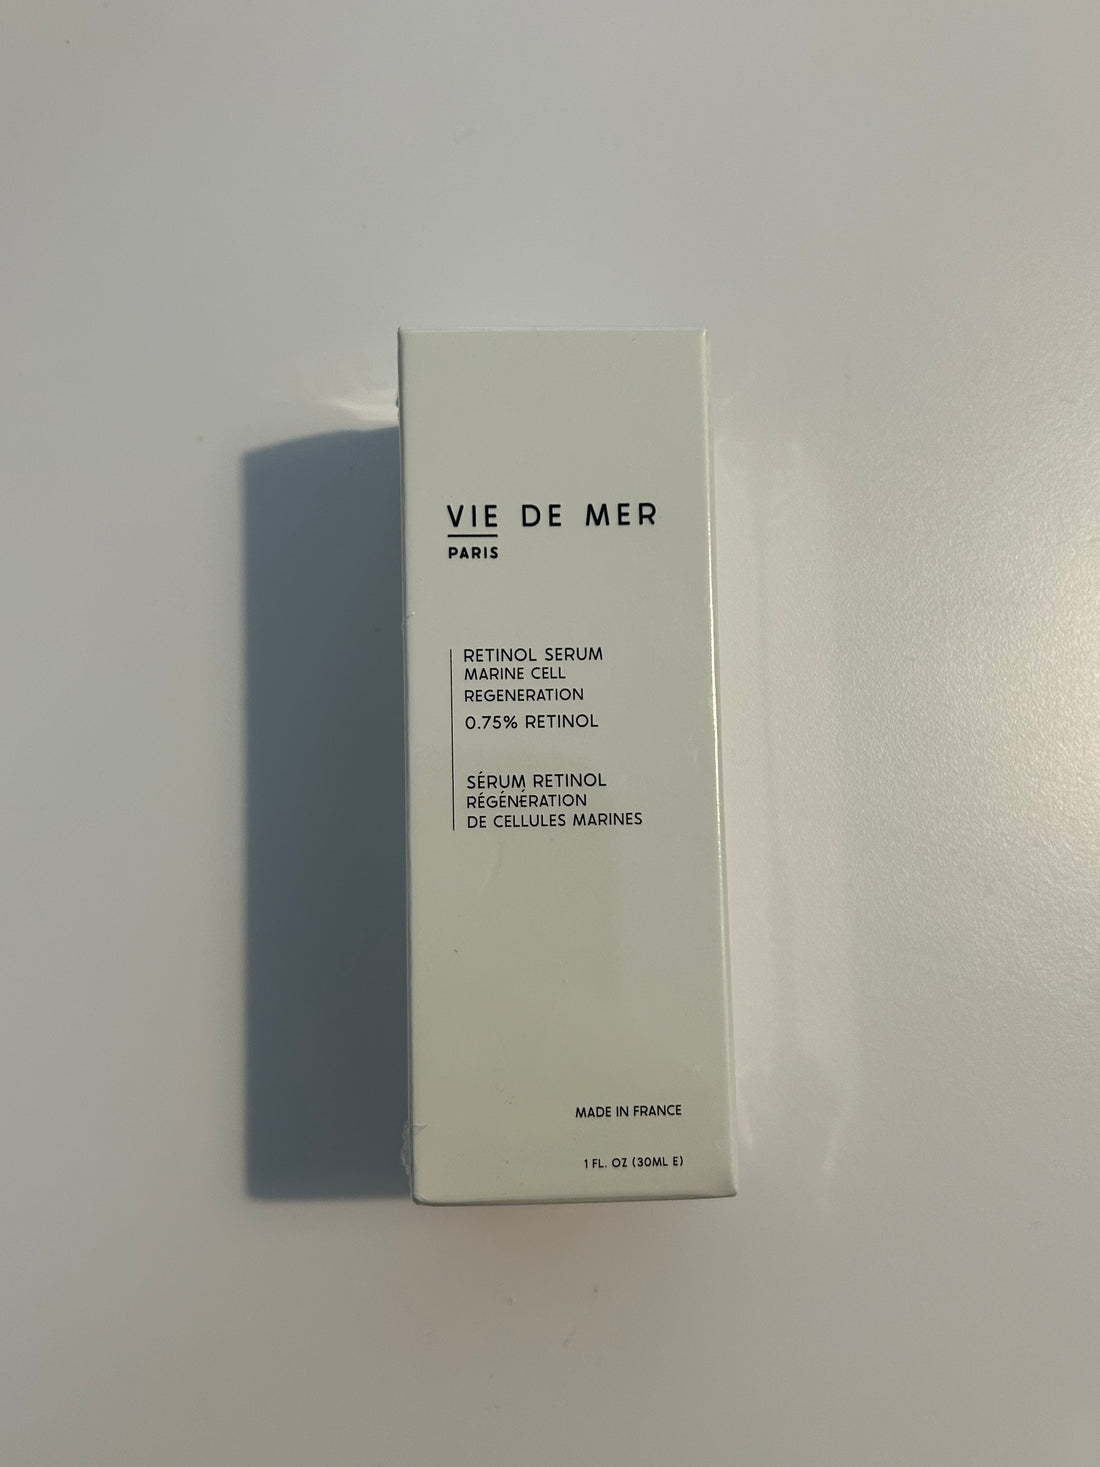 VIE DE MER
PARIS
RETINOL SERUM
MARINE CELL
REGENERATION
0.75% RETINOL
SÉRUM RETINOL
RÉGÉNÉRATION
DE CELLULES MARINES
MADE IN FRANCE
1 FL. OZ (30ML E)